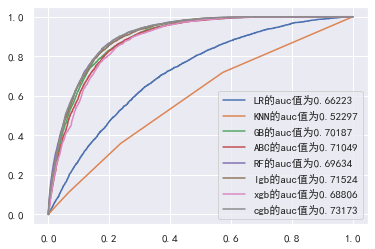 1.0
0.8
0.6
0.4
0.2
0.0
LR的auc值为0.66223
KNN的auc值为0.52297
GB的auc值为0.70187
ABC的auc值为0.71049
RF的auc值为0.69634
lgb的auc值为0.71524
xgb的auc值为0.68806
cgb的auc值为0.73173
0.0 0.2 0.4 0.6 0.8 1.0